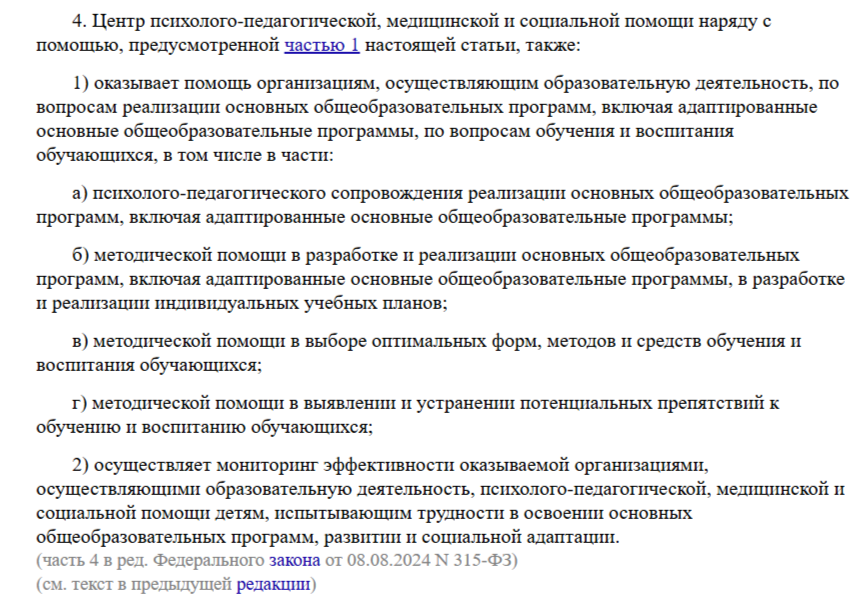 4. Центр психолого-педагогической, медицинской и социальной помощи наряду с
помощью, предусмотренной частью 1 настоящей статьи, также:
1) оказывает помощь организациям, осуществляющим образовательную деятельность, по
вопросам реализации основных общеобразовательных программ, включая адаптированные
основные общеобразовательные программы, по вопросам обучения и воспитания
обучающихся, в том числе в части:
а) психолого-педагогического сопровождения реализации основных общеобразовательных
программ, включая адаптированные основные общеобразовательные программы;
б) методической помощи в разработке и реализации основных общеобразовательных
программ, включая адаптированные основные общеобразовательные программы, в разработке
и реализации индивидуальных учебных планов;
в) методической помощи в выборе оптимальных форм, методов и средств обучения и
воспитания обучающихся;
г) методической помощи в выявлении и устранении потенциальных препятствий к
обучению и воспитанию обучающихся;
2) осуществляет мониторинг эффективности оказываемой организациями,
осуществляющими образовательную деятельность, психолого-педагогической, медицинской и
социальной помощи детям, испытывающим трудности в освоении основных
общеобразовательных программ, развитии и социальной адаптации.
(часть 4 в ред. Федерального закона от 08.08.2024 N 315-ФЗ)
(см. текст в предыдущей редакции)